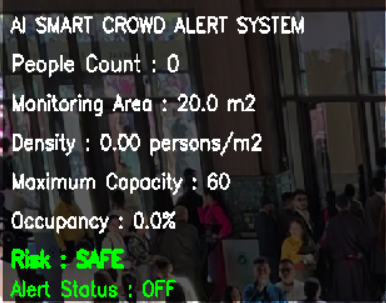 AI SMART CROWD ALERT SYSTEM
People Count : 0
Monitoring Area : 20.0 m2
Density : 0.00 persons/m2
Maximum Capacity : 60
Occupancy : 0.0%
Risk : SAFE
Alert Status : OFF